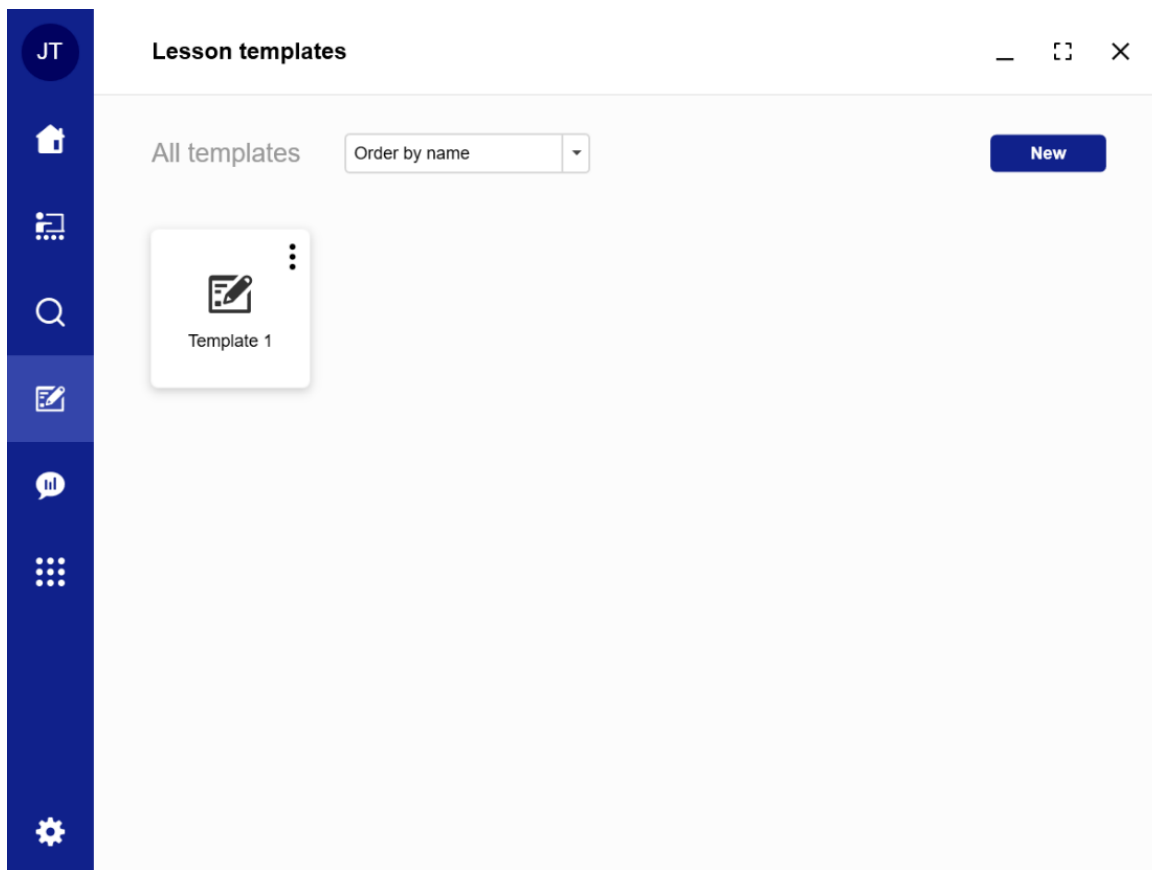 JT
Lesson templates
All templates
Order by name
New
Template 1